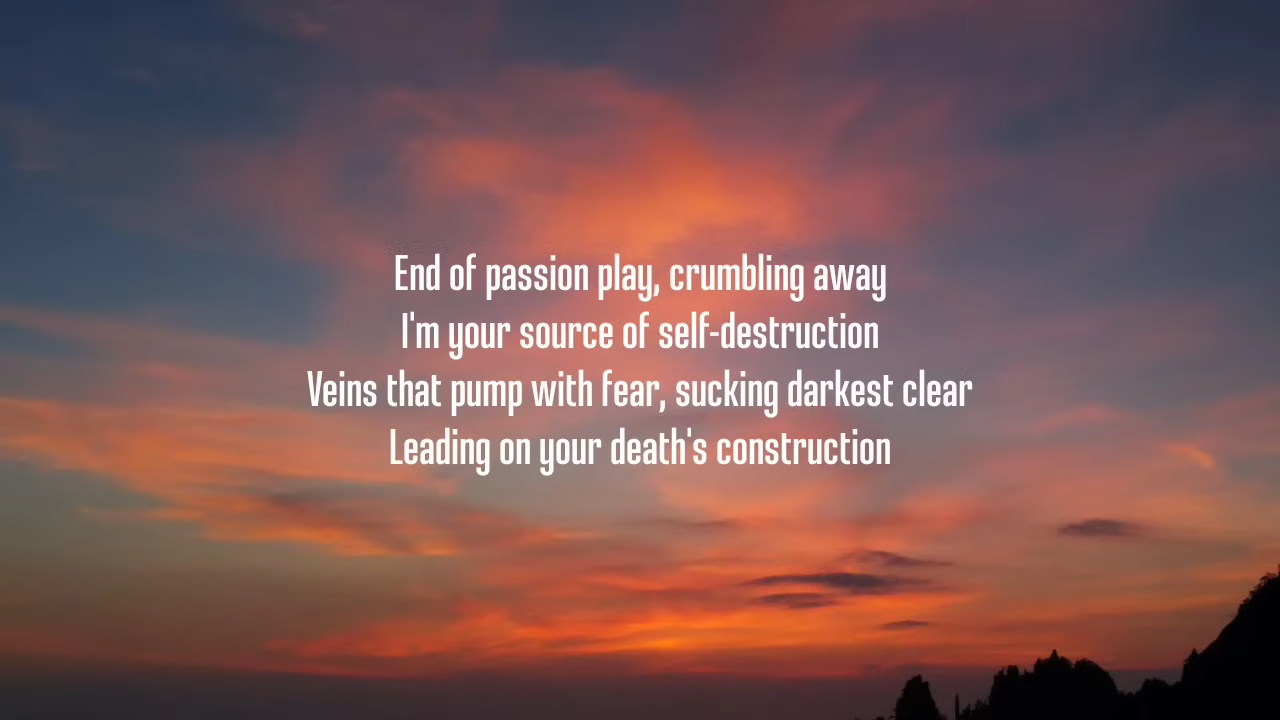 End of passion play, crumbling away
I'm your source of self-destruction
Veins that pump with fear, sucking darkest clear
Leading on your death's construction